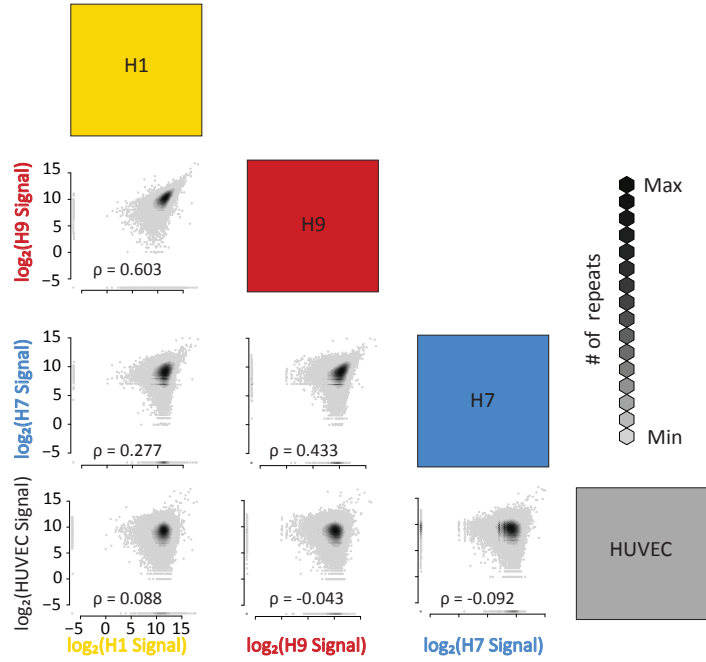 H1
log₂(H9 Signal)
15
10
5
0
−5
ρ = 0.603
H9
Max
# of repeats
Min
log₂(H7 Signal)
15
10
5
0
−5
ρ = 0.277
ρ = 0.433
H7
log₂(HUVEC Signal)
15
10
5
0
−5
ρ = 0.088
ρ = -0.043
ρ = -0.092
HUVEC
−5 0 5 10 15
log₂(H1 Signal)
log₂(H9 Signal)
log₂(H7 Signal)